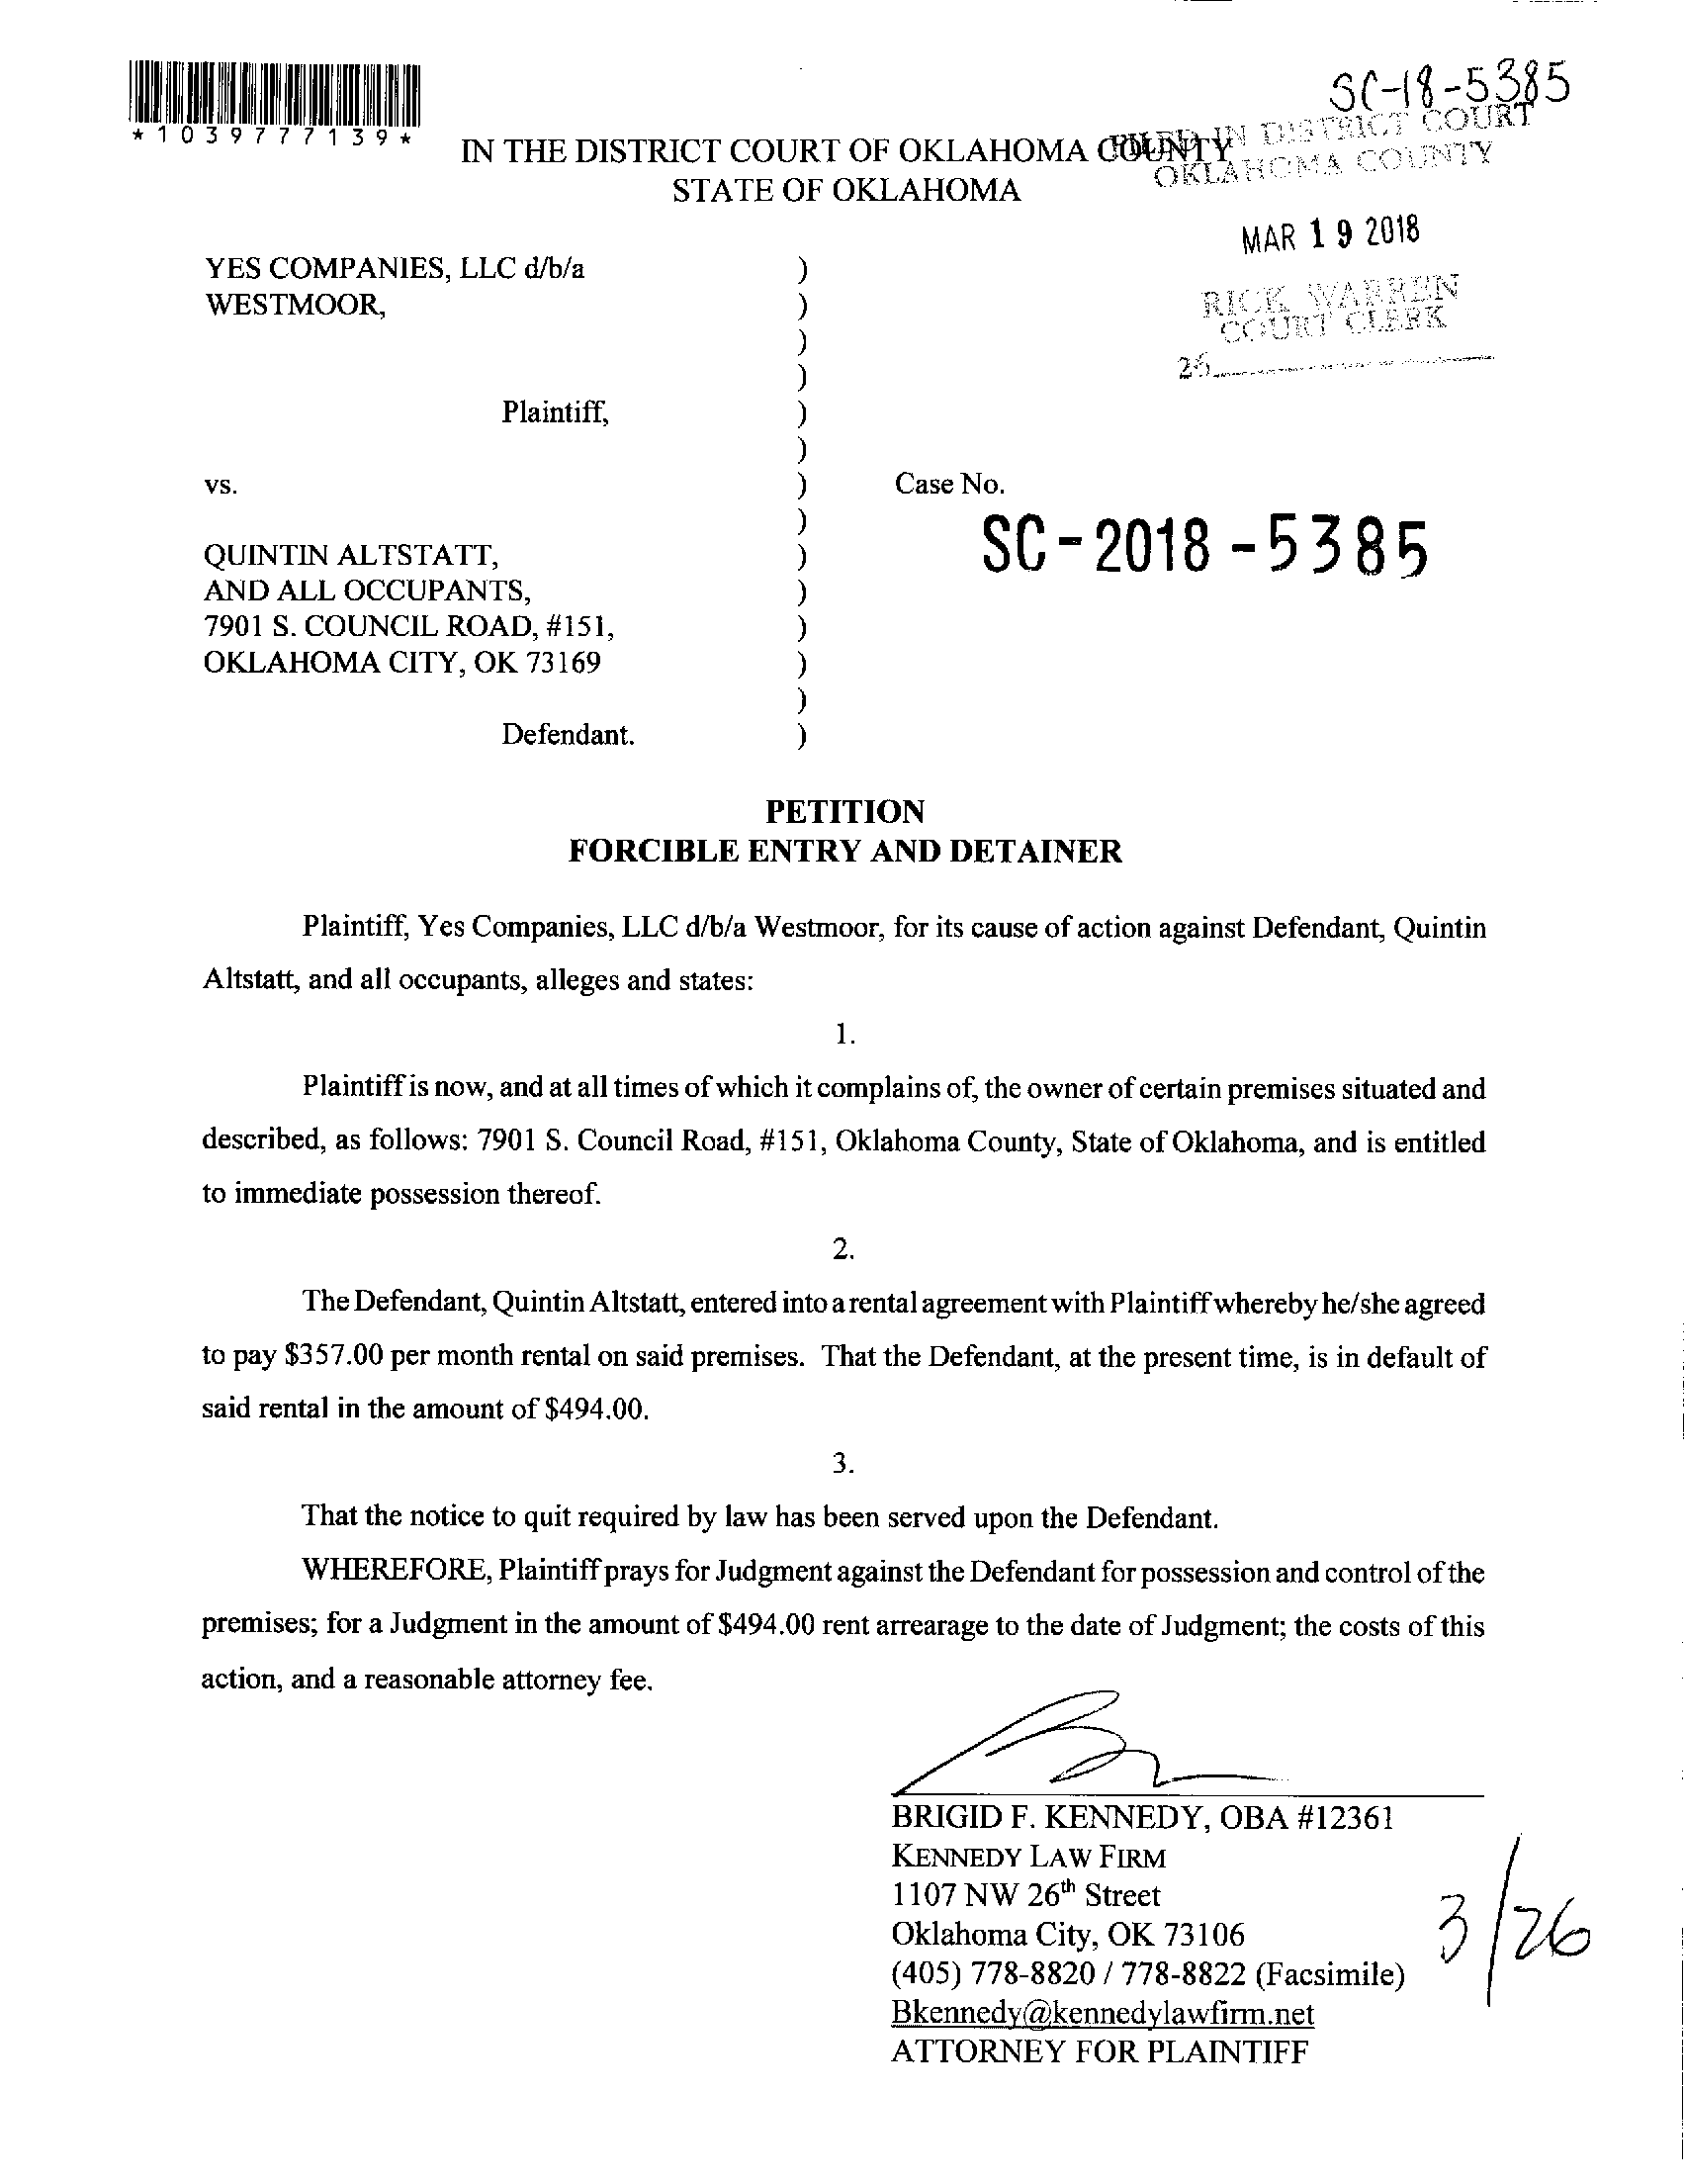 SC-18-5385
*1039777139*
IN THE DISTRICT COURT OF OKLAHOMA COUNTY
STATE OF OKLAHOMA
FILED IN DISTRICT COURT
OKLAHOMA COUNTY
MAR 19 2018
RICK WARREN
COURT CLERK
YES COMPANIES, LLC d/b/a )
WESTMOOR, )
)
)
Plaintiff, )
)
vs. ) Case No.
)
SC-2018-5385
QUINTIN ALTSTATT, )
AND ALL OCCUPANTS, )
7901 S. COUNCIL ROAD, #151, )
OKLAHOMA CITY, OK 73169 )
)
Defendant. )
PETITION
FORCIBLE ENTRY AND DETAINER
Plaintiff, Yes Companies, LLC d/b/a Westmoor, for its cause of action against Defendant, Quintin
Altstatt, and all occupants, alleges and states:
1.
Plaintiff is now, and at all times of which it complains of, the owner of certain premises situated and
described, as follows: 7901 S. Council Road, #151, Oklahoma County, State of Oklahoma, and is entitled
to immediate possession thereof.
2.
The Defendant, Quintin Altstatt, entered into a rental agreement with Plaintiff whereby he/she agreed
to pay $357.00 per month rental on said premises. That the Defendant, at the present time, is in default of
said rental in the amount of $494.00.
3.
That the notice to quit required by law has been served upon the Defendant.
WHEREFORE, Plaintiff prays for Judgment against the Defendant for possession and control of the
premises; for a Judgment in the amount of $494.00 rent arrearage to the date of Judgment; the costs of this
action, and a reasonable attorney fee.
BRIGID F. KENNEDY, OBA #12361
KENNEDY LAW FIRM
1107 NW 26th Street
Oklahoma City, OK 73106
(405) 778-8820 / 778-8822 (Facsimile)
Bkennedy@kennedylawfirm.net
ATTORNEY FOR PLAINTIFF
3/26